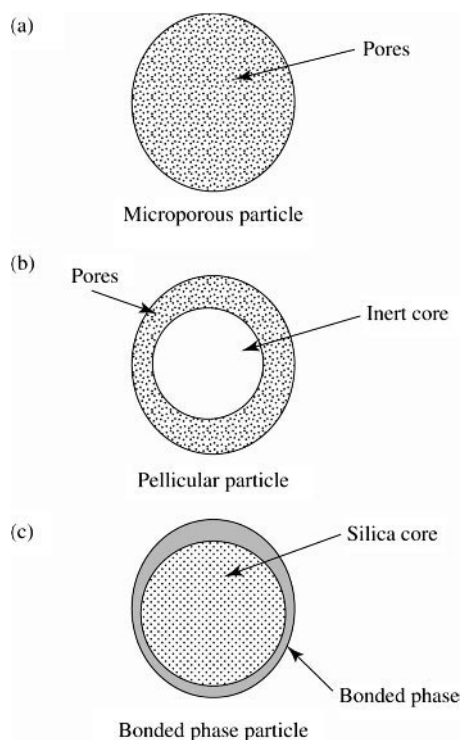 (a)
Pores
Microporous particle
(b)
Pores
Inert core
Pellicular particle
(c)
Silica core
Bonded phase
Bonded phase particle